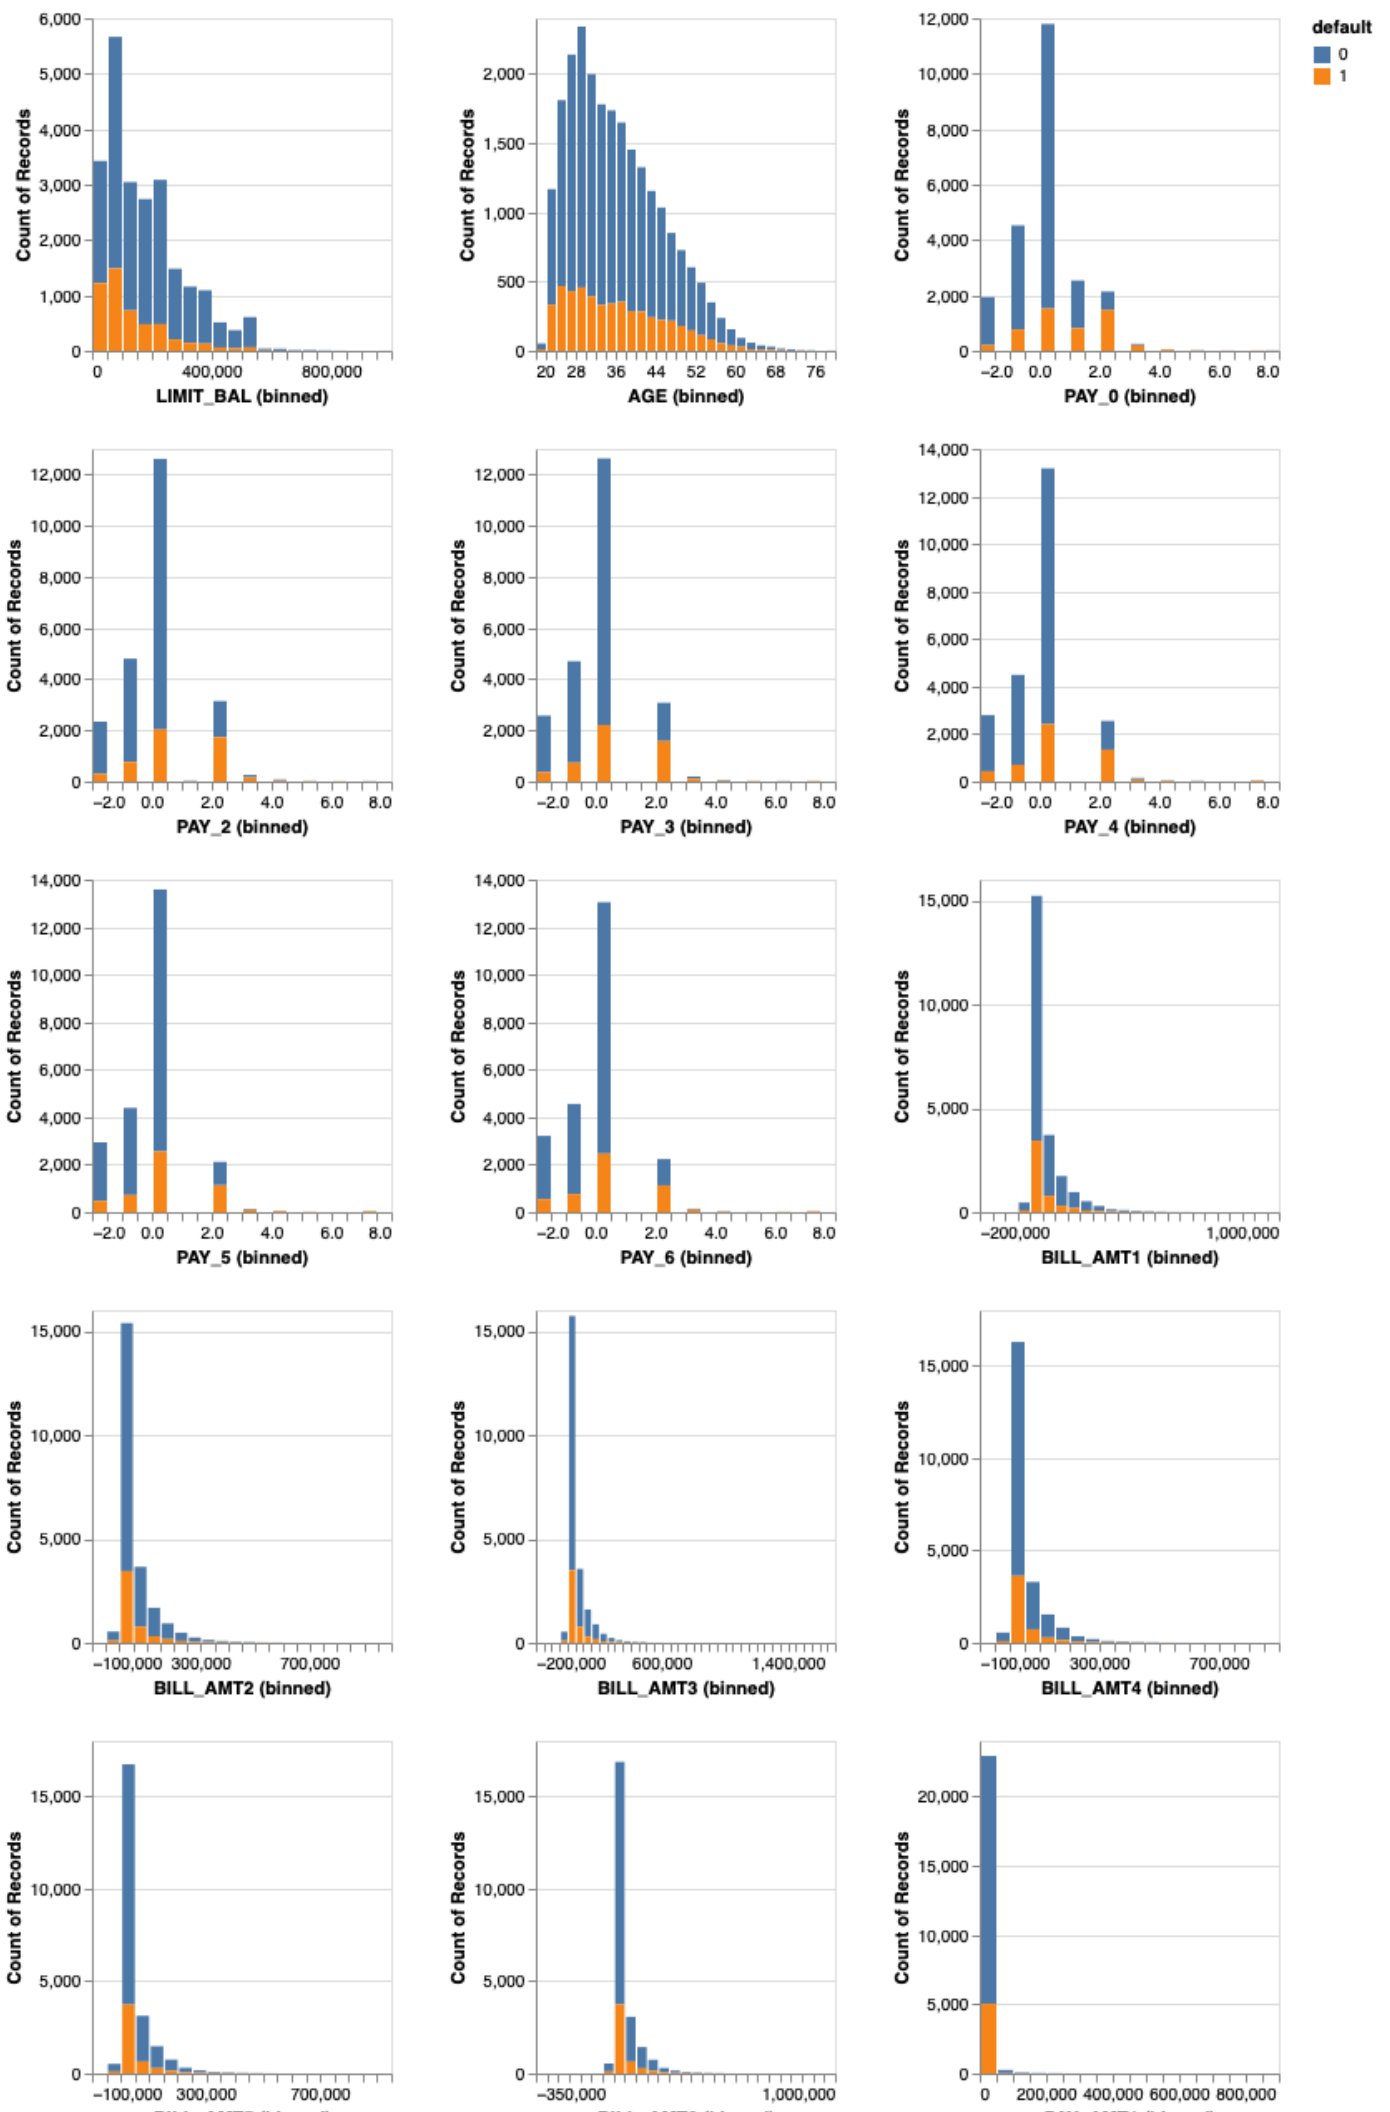 default
0
1
6,000
5,000
4,000
3,000
2,000
1,000
0
Count of Records
0 400,000 800,000
LIMIT_BAL (binned)
2,000
1,500
1,000
500
0
Count of Records
20 28 36 44 52 60 68 76
AGE (binned)
12,000
10,000
8,000
6,000
4,000
2,000
0
Count of Records
−2.0 0.0 2.0 4.0 6.0 8.0
PAY_0 (binned)
12,000
10,000
8,000
6,000
4,000
2,000
0
Count of Records
−2.0 0.0 2.0 4.0 6.0 8.0
PAY_2 (binned)
12,000
10,000
8,000
6,000
4,000
2,000
0
Count of Records
−2.0 0.0 2.0 4.0 6.0 8.0
PAY_3 (binned)
14,000
12,000
10,000
8,000
6,000
4,000
2,000
0
Count of Records
−2.0 0.0 2.0 4.0 6.0 8.0
PAY_4 (binned)
14,000
12,000
10,000
8,000
6,000
4,000
2,000
0
Count of Records
−2.0 0.0 2.0 4.0 6.0 8.0
PAY_5 (binned)
14,000
12,000
10,000
8,000
6,000
4,000
2,000
0
Count of Records
−2.0 0.0 2.0 4.0 6.0 8.0
PAY_6 (binned)
15,000
10,000
5,000
0
Count of Records
−200,000 1,000,000
BILL_AMT1 (binned)
15,000
10,000
5,000
0
Count of Records
−100,000 300,000 700,000
BILL_AMT2 (binned)
15,000
10,000
5,000
0
Count of Records
−200,000 600,000 1,400,000
BILL_AMT3 (binned)
15,000
10,000
5,000
0
Count of Records
−100,000 300,000 700,000
BILL_AMT4 (binned)
15,000
10,000
5,000
0
Count of Records
−100,000 300,000 700,000
15,000
10,000
5,000
0
Count of Records
−350,000 1,000,000
20,000
15,000
10,000
5,000
0
Count of Records
0 200,000 400,000 600,000 800,000